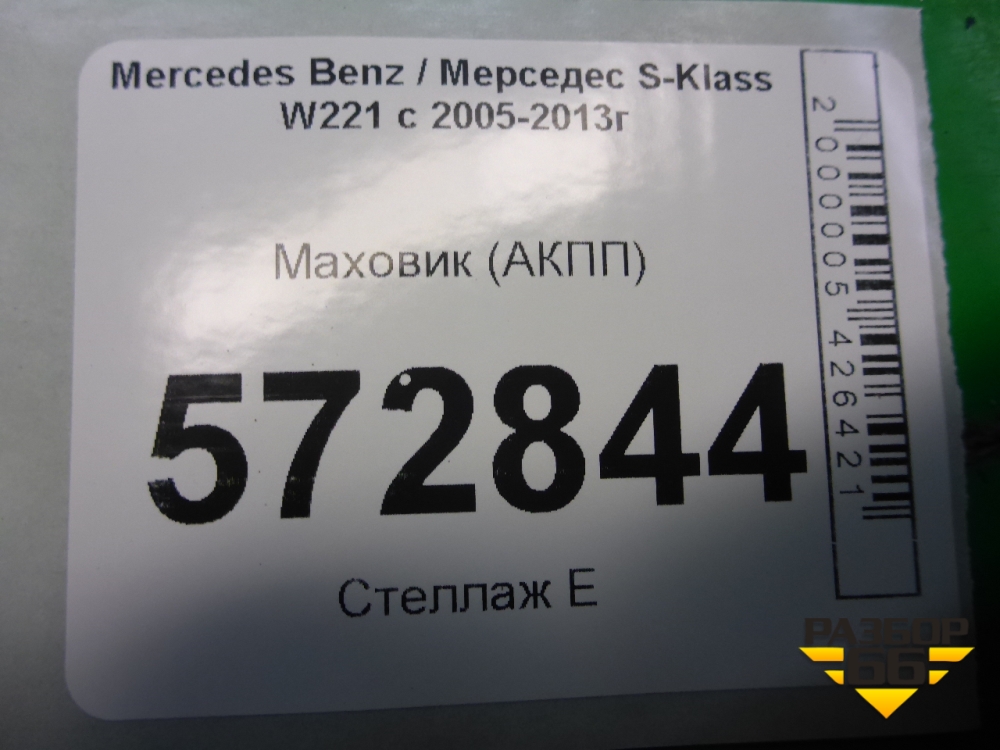 Mercedes Benz / Мерседес S-Klass
W221 с 2005-2013г
Маховик (АКПП)
572844
Стеллаж Е
2000005426421
РАЗБОР
66